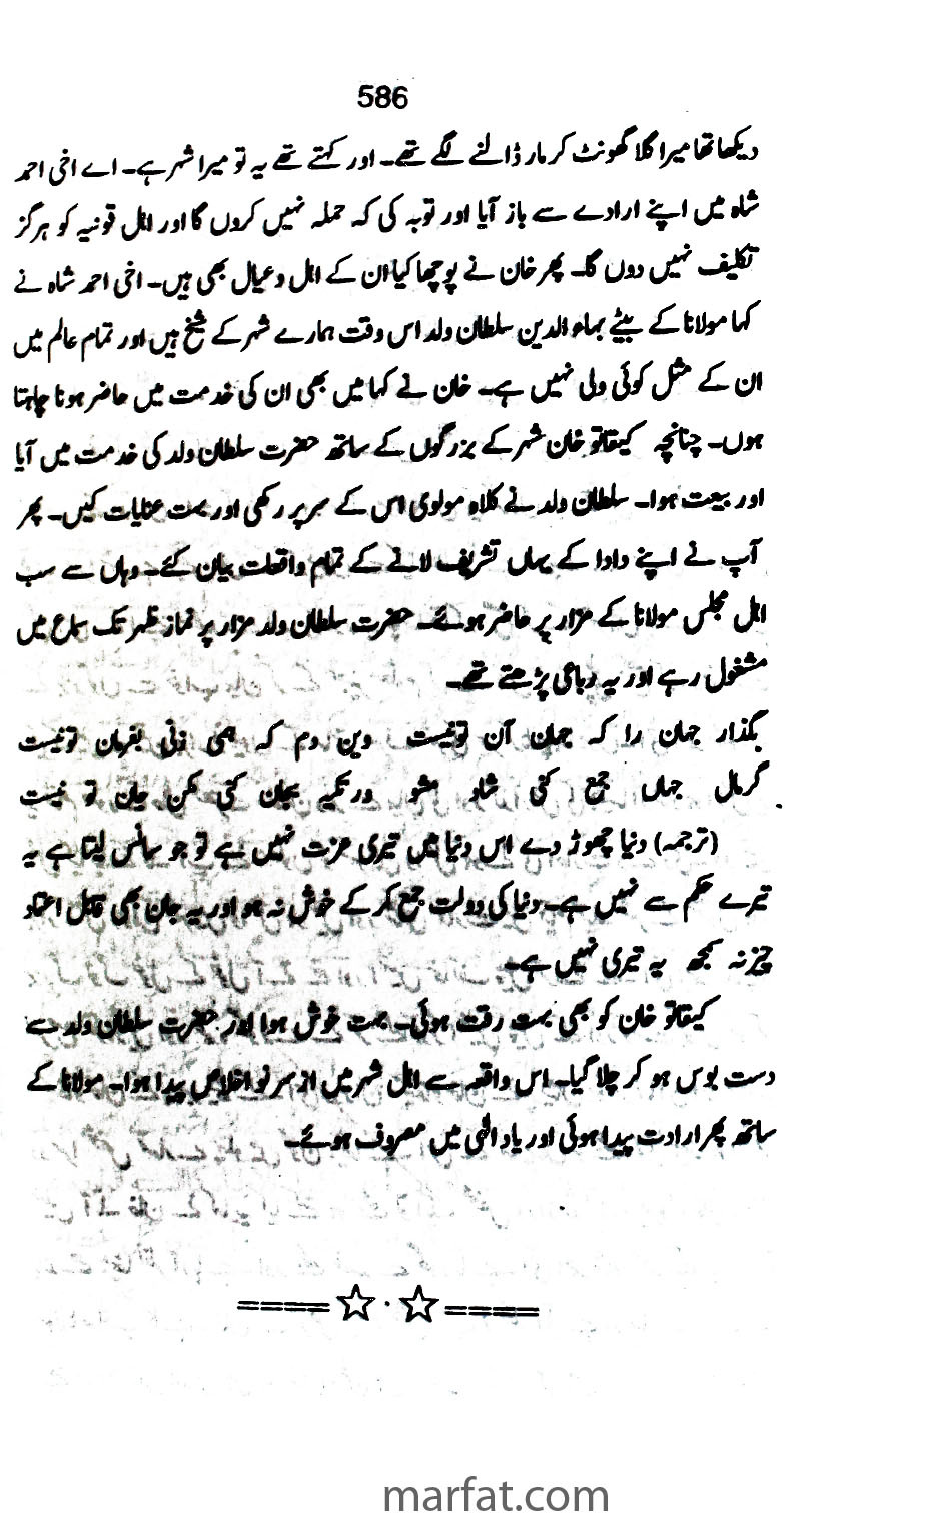 586
دیکھا تھا میرا گلا گھونٹ کر مار ڈالنے لگے تھے۔ اور کہتے تھے یہ تو میرا شہر ہے۔ اے اخی احمد
شاہ میں اپنے ارادے سے باز آیا اور توبہ کی کہ حملہ نہیں کروں گا اور اہل قونیہ کو ہرگز
تکلیف نہیں دوں گا۔ پھر خان نے پوچھا کیا ان کے اہل و عیال بھی ہیں۔ اخی احمد شاہ نے
کہا مولانا کے بیٹے بہاء الدین سلطان ولد اس وقت ہمارے شہر کے شیخ ہیں اور تمام عالم میں
ان کے مثل کوئی ولی نہیں ہے۔ خان نے کہا میں بھی ان کی خدمت میں حاضر ہونا چاہتا
ہوں۔ چنانچہ کیقاتو خان شہر کے بزرگوں کے ساتھ حضرت سلطان ولد کی خدمت میں آیا
اور بیعت ہوا۔ سلطان ولد نے کلاہ مولوی اس کے سر پر رکھی اور بہت عنایات کیں۔ پھر
آپ نے اپنے دادا کے یہاں تشریف لانے کے تمام واقعات بیان کئے۔ وہاں سے سب
اہل مجلس مولانا کے مزار پر حاضر ہوئے۔ حضرت سلطان ولد مزار پر نماز ظہر تک سماع میں
مشغول رہے اور یہ رباعی پڑھتے تھے۔
بگذار جہان را کہ جہان آن تو نیست وین دم کہ ہمی زنی بفرمان تو نیست
گر مال جہاں جمع کنی شاد مشو ور تکیہ بجان کنی مکن جان تو نیست
(ترجمہ) دنیا چھوڑ دے اس دنیا میں تیری عزت نہیں ہے تو جو سانس لیتا ہے یہ
تیرے حکم سے نہیں ہے۔ دنیا کی دولت جمع کر کے خوش نہ ہو اور یہ جان بھی قابل اعتماد
چیز نہ سمجھ یہ تیری نہیں ہے۔
کیقاتو خان کو بھی بہت رقت ہوئی۔ بہت خوش ہوا اور حضرت سلطان ولد سے
دست بوس ہو کر چلا گیا۔ اس واقعہ سے اہل شہر میں از سر نو اخلاص پیدا ہوا۔ مولانا کے
ساتھ پھر ارادت پیدا ہوئی اور یاد الٰہی میں مصروف ہوئے۔
====☆·☆====
marfat.com